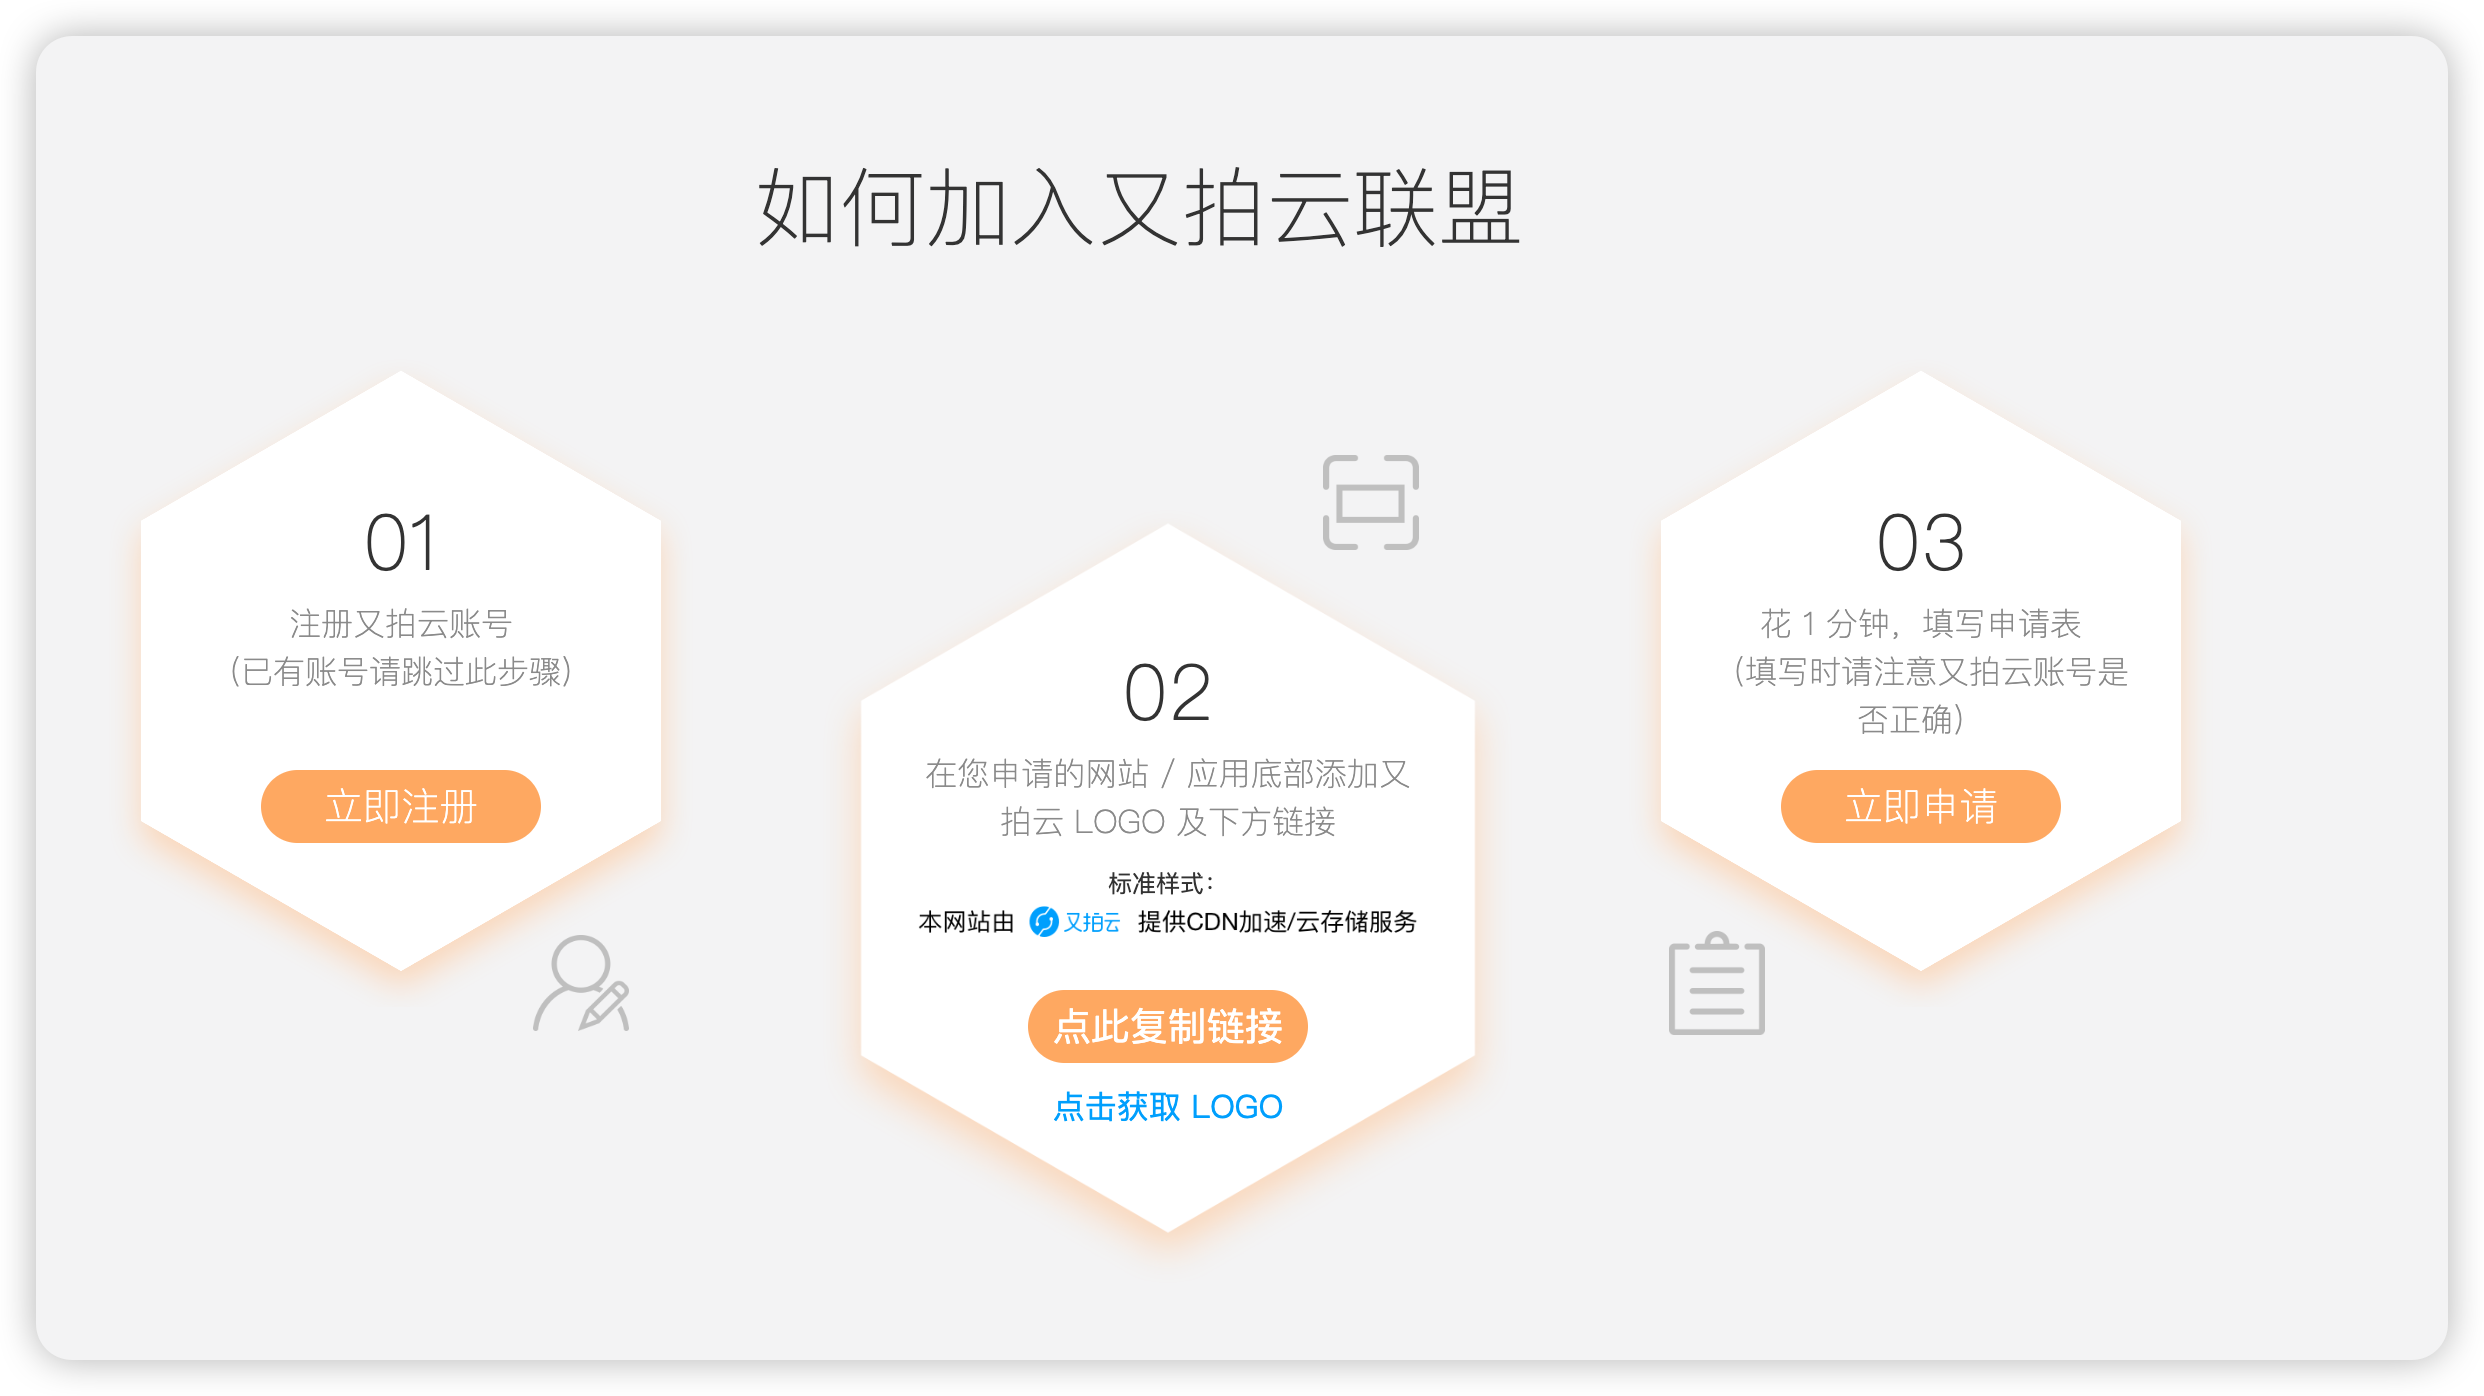 如何加入又拍云联盟
01
注册又拍云账号
（已有账号请跳过此步骤）
立即注册
02
在您申请的网站 / 应用底部添加又
拍云 LOGO 及下方链接
标准样式：
本网站由 又拍云 提供CDN加速/云存储服务
点此复制链接
点击获取 LOGO
03
花 1 分钟，填写申请表
（填写时请注意又拍云账号是
否正确）
立即申请